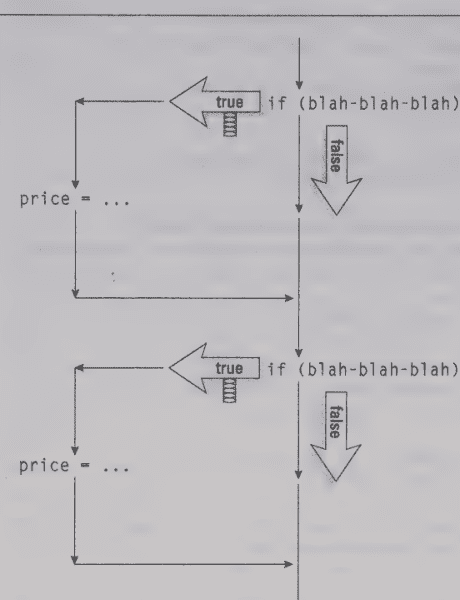 true if (blah-blah-blah)
false
price = ...
true if (blah-blah-blah)
false
price = ...